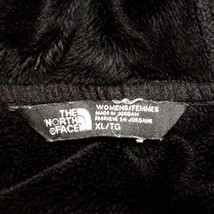 THE
NORTH
FACE
WOMENS/FEMMES
MADE IN JORDAN
FABRIQUÉ EN JORDANIE
XL/TG